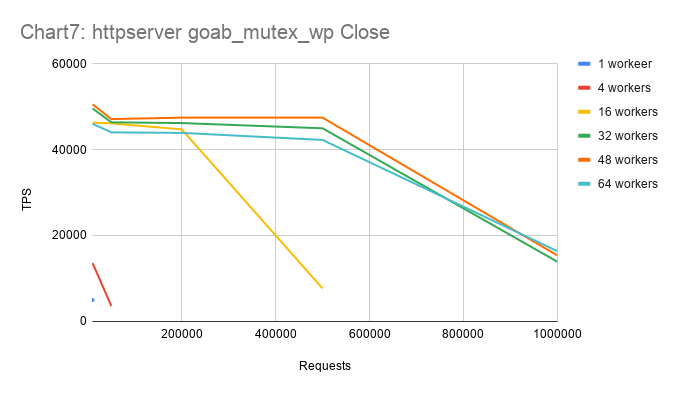 Chart7: httpserver goab_mutex_wp Close
60000
40000
20000
0
TPS
200000
400000
600000
800000
1000000
Requests
1 workeer
4 workers
16 workers
32 workers
48 workers
64 workers